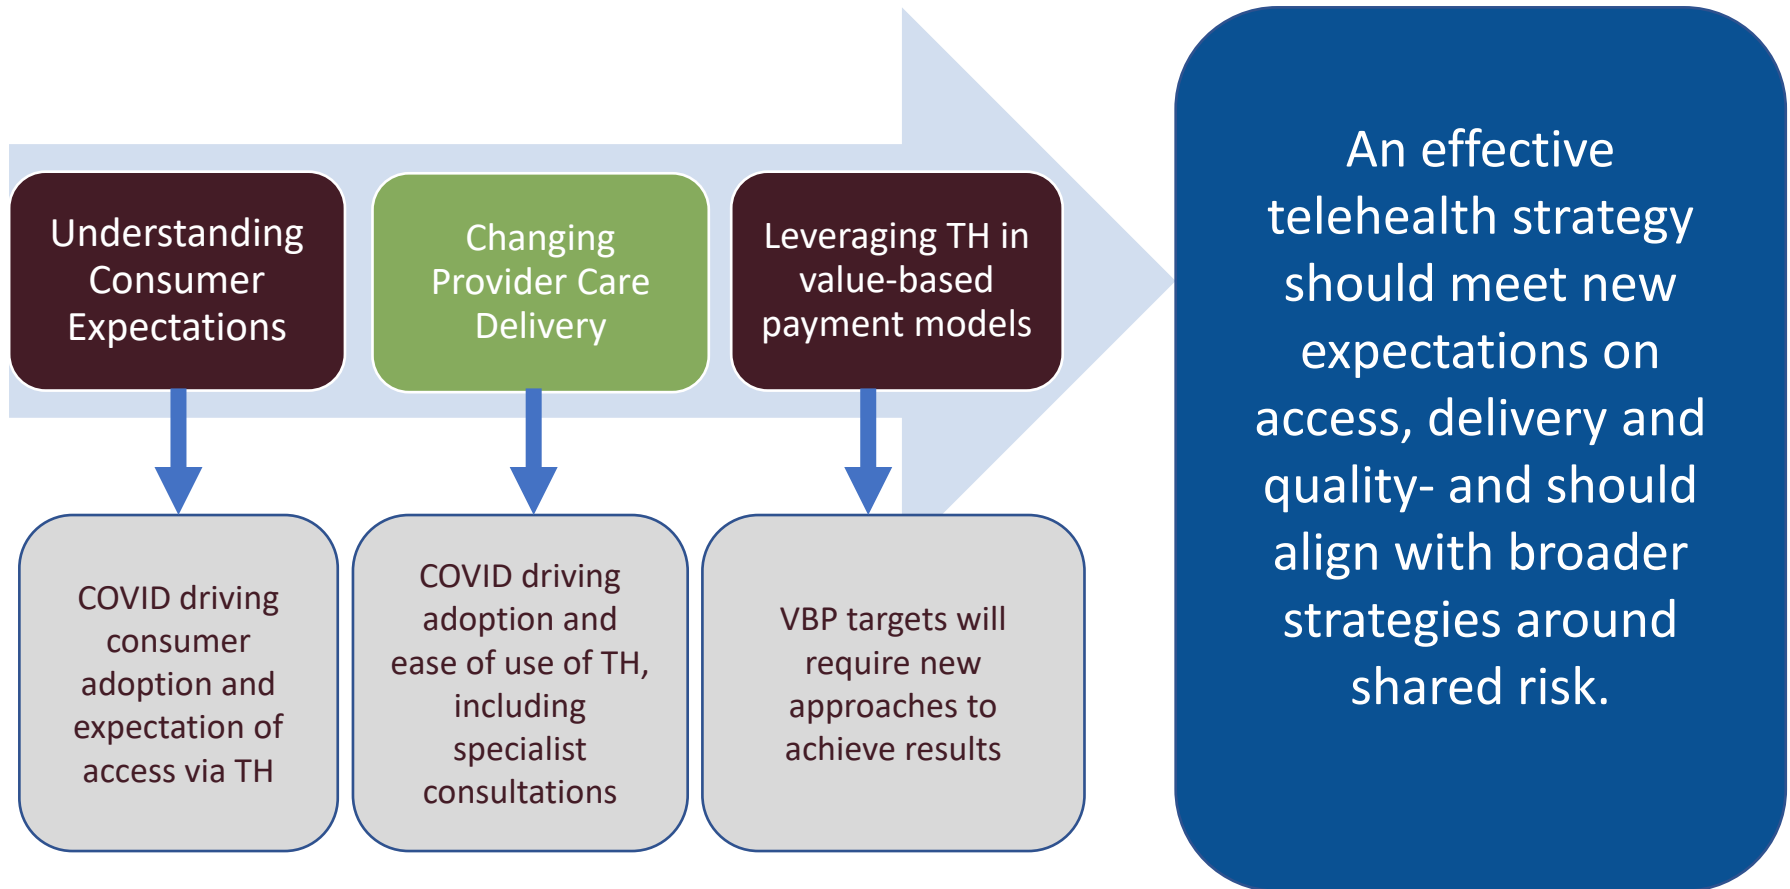 Understanding
Consumer
Expectations
Changing
Provider Care
Delivery
Leveraging TH in
value-based
payment models
COVID driving
consumer
adoption and
expectation of
access via TH
COVID driving
adoption and
ease of use of TH,
including
specialist
consultations
VBP targets will
require new
approaches to
achieve results
An effective
telehealth strategy
should meet new
expectations on
access, delivery and
quality- and should
align with broader
strategies around
shared risk.